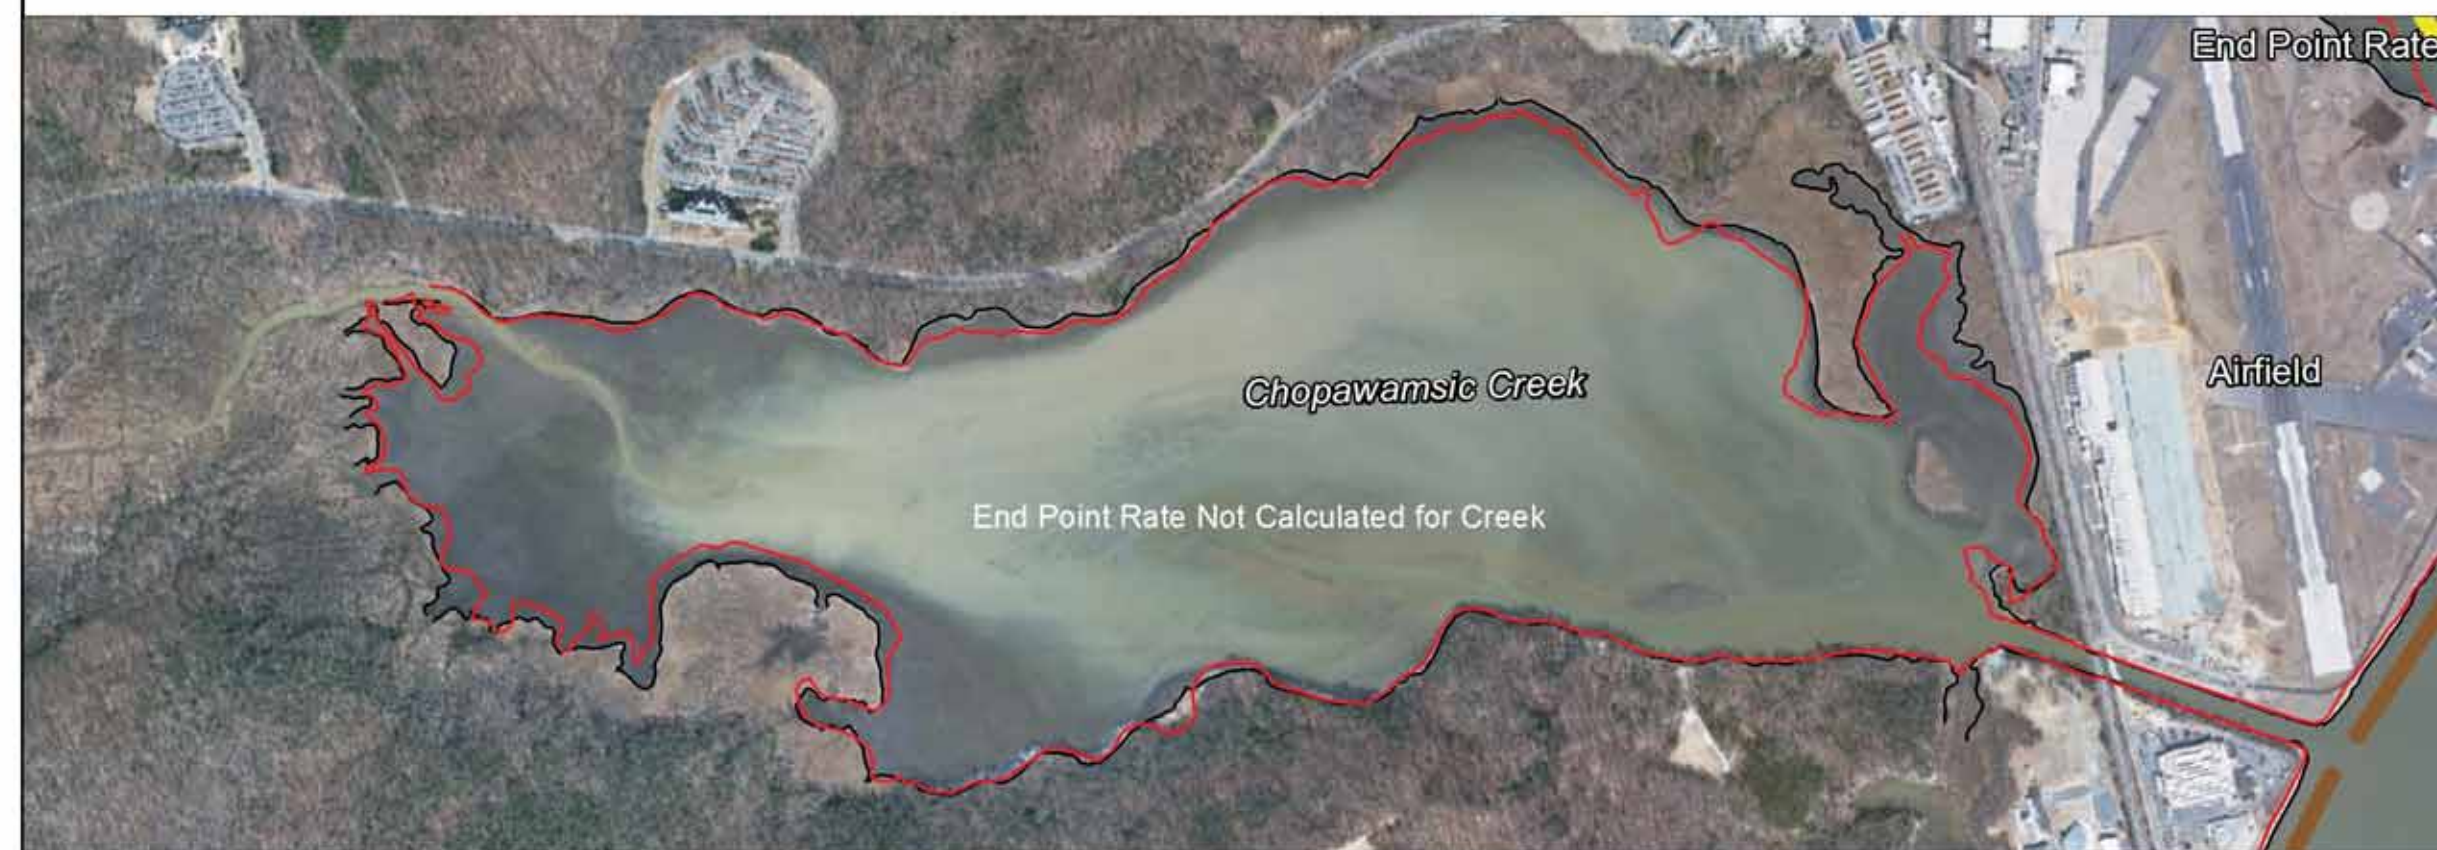 End Point Rate
Airfield
Chopawamsic Creek
End Point Rate Not Calculated for Creek